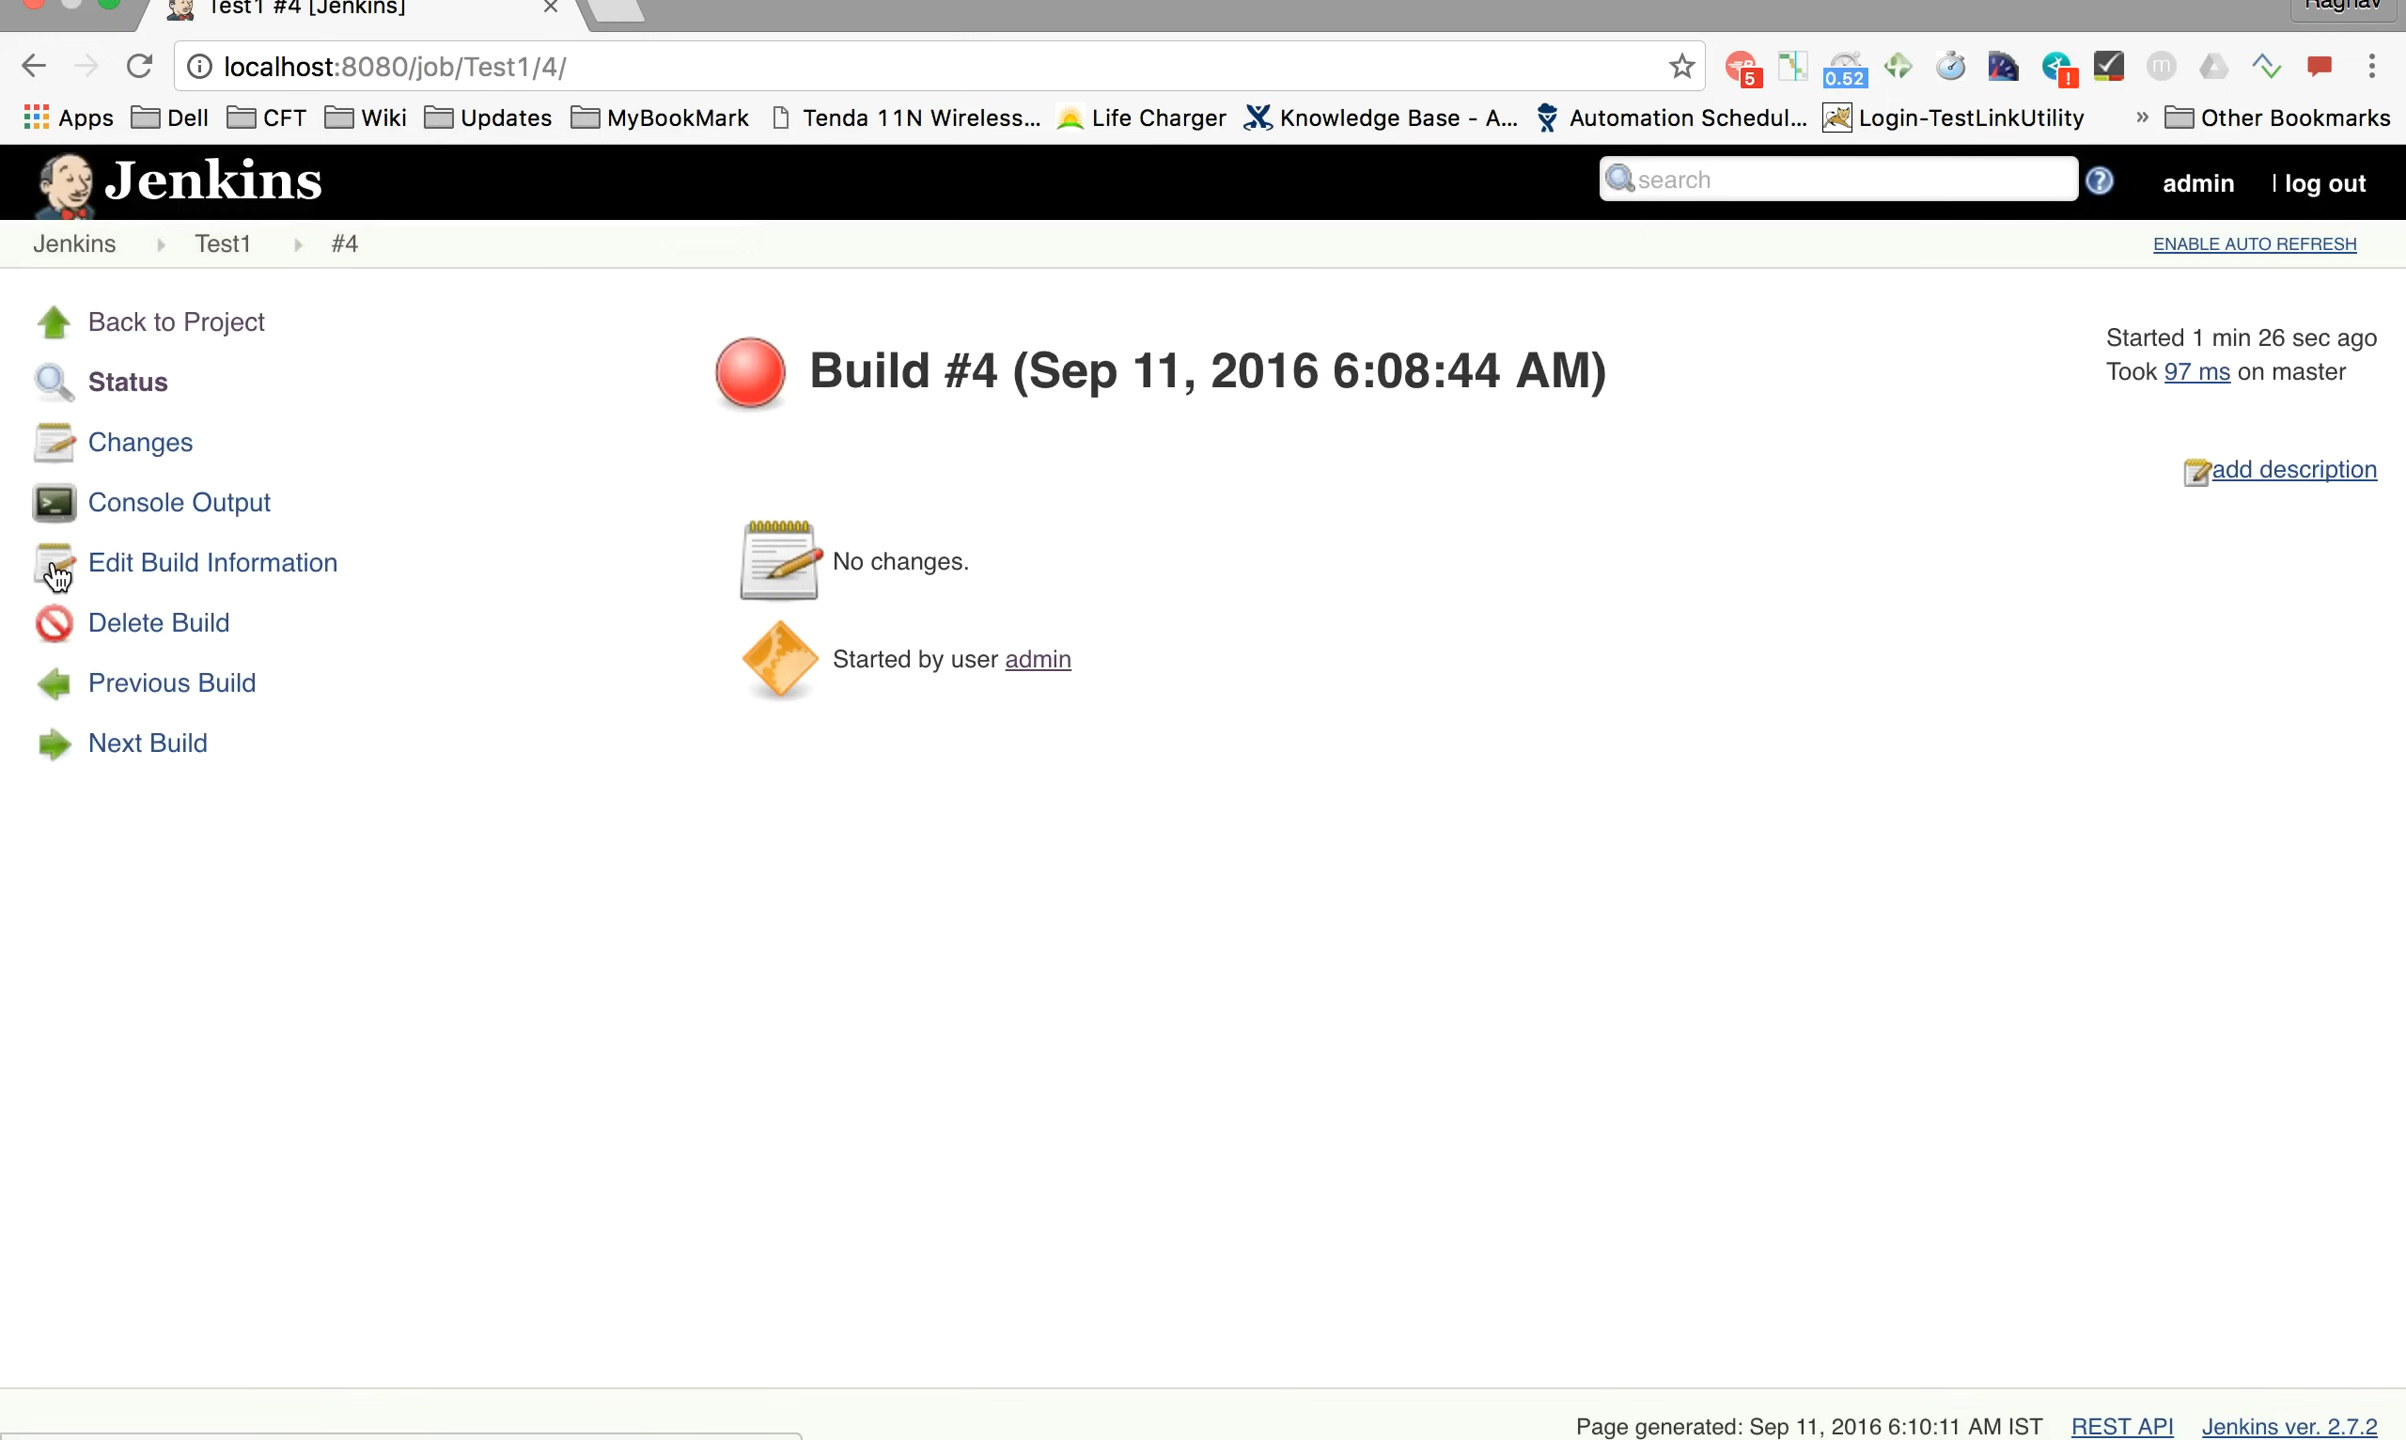 Test1 #4 [Jenkins]
Raghav
localhost:8080/job/Test1/4/
5
0.52
!
m
Apps Dell CFT Wiki Updates MyBookMark Tenda 11N Wireless... Life Charger Knowledge Base - A... Automation Schedul... Login-TestLinkUtility » Other Bookmarks
Jenkins
search
?
admin | log out
Jenkins Test1 #4
ENABLE AUTO REFRESH
Back to Project
Status
Changes
Console Output
Edit Build Information
Delete Build
Previous Build
Next Build
Build #4 (Sep 11, 2016 6:08:44 AM)
Started 1 min 26 sec ago
Took 97 ms on master
add description
No changes.
Started by user admin
Page generated: Sep 11, 2016 6:10:11 AM IST REST API Jenkins ver. 2.7.2